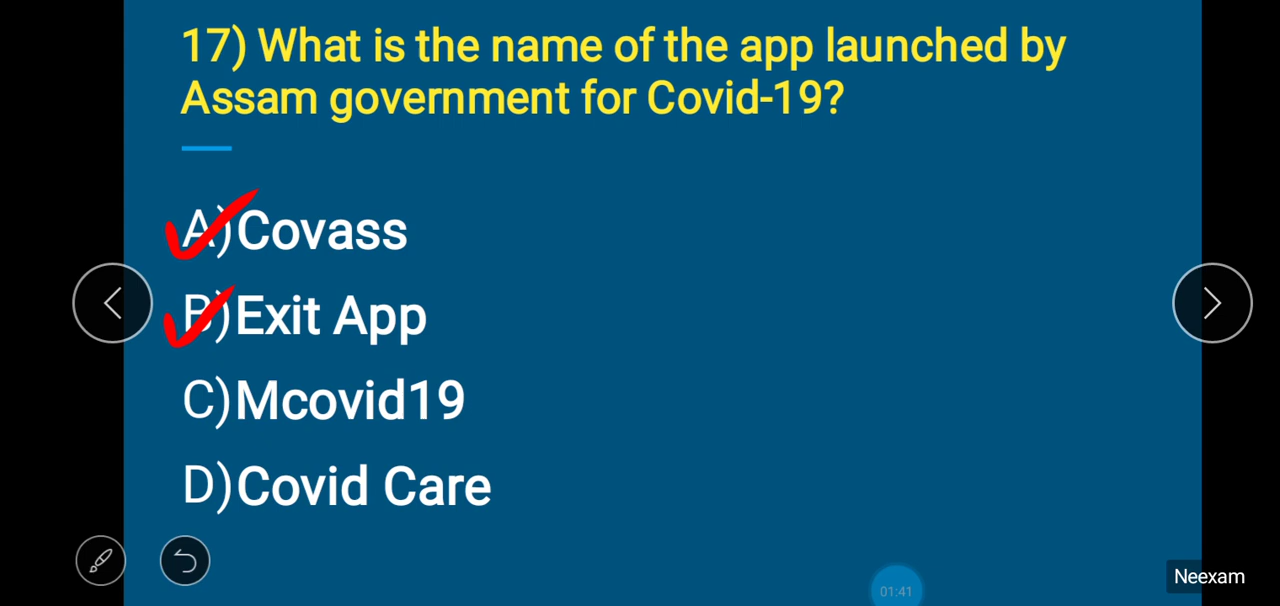 17) What is the name of the app launched by
Assam government for Covid-19?
A)Covass
B)Exit App
C)Mcovid19
D)Covid Care
Neexam
01:41